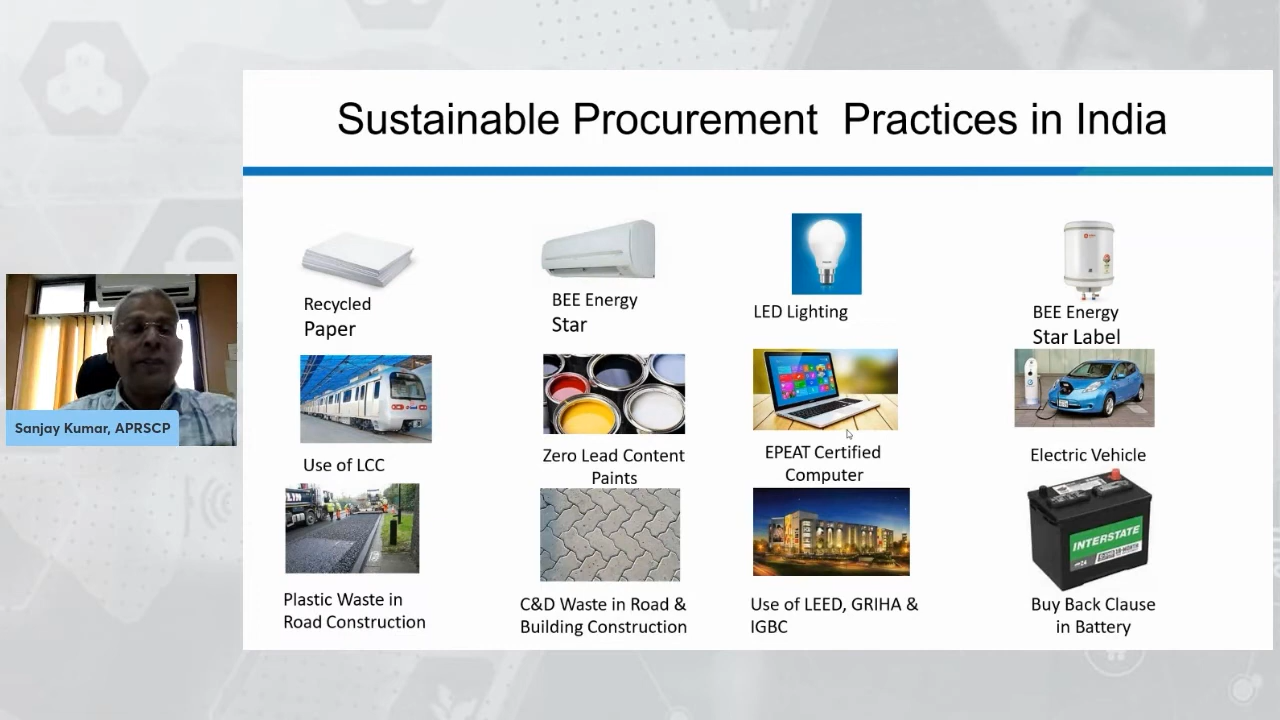 Sustainable Procurement Practices in India
Recycled
Paper
BEE Energy
Star
LED Lighting
BEE Energy
Star Label
Use of LCC
Zero Lead Content
Paints
EPEAT Certified
Computer
Electric Vehicle
INTERSTATE
Plastic Waste in
Road Construction
C&D Waste in Road &
Building Construction
Use of LEED, GRIHA &
IGBC
Buy Back Clause
in Battery
Sanjay Kumar, APRSCP